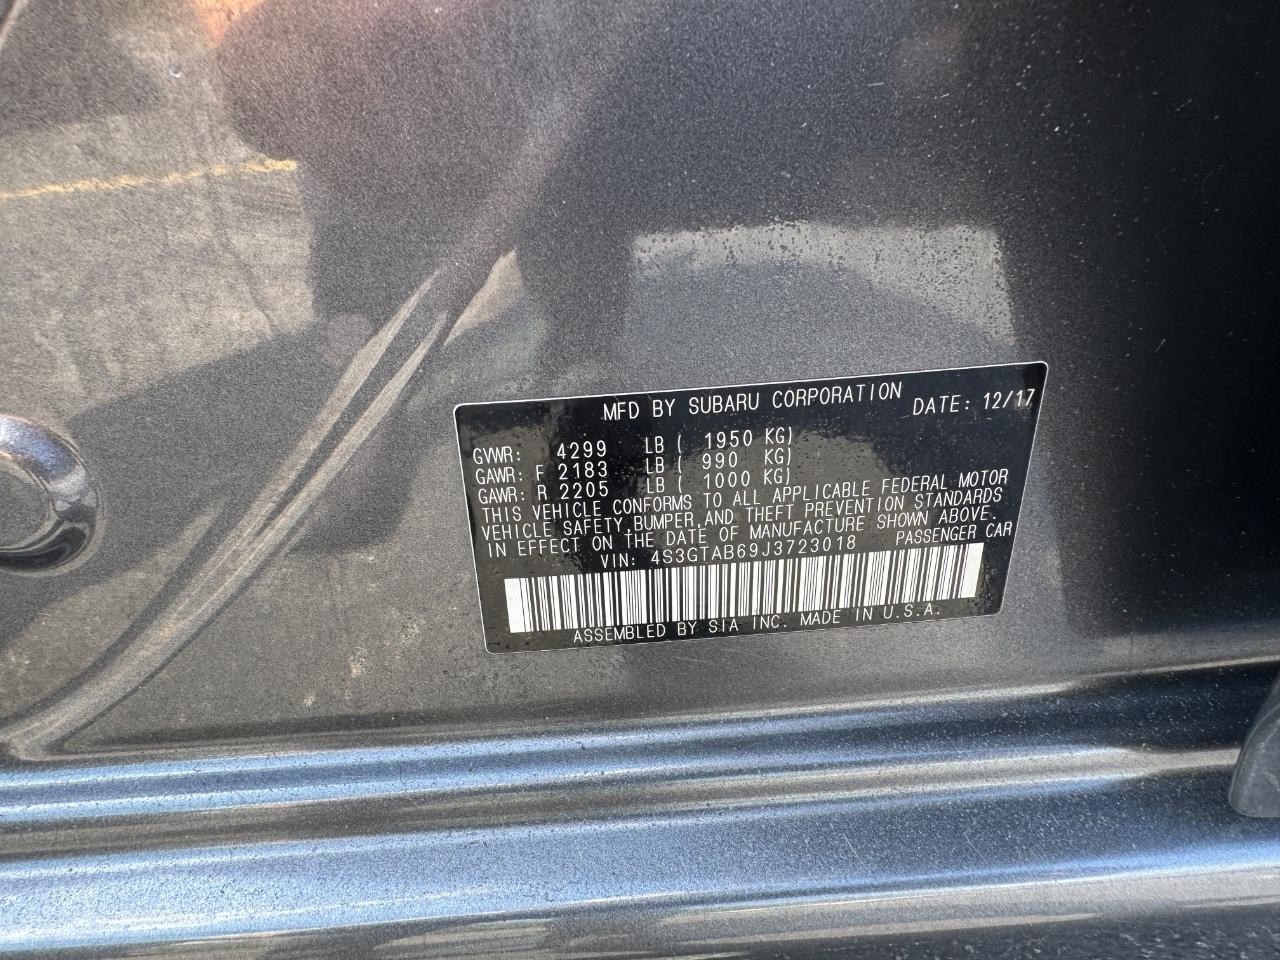 MFD BY SUBARU CORPORATION DATE: 12/17
GVWR: 4299 LB ( 1950 KG)
GAWR: F 2183 LB ( 990 KG)
GAWR: R 2205 LB ( 1000 KG)
THIS VEHICLE CONFORMS TO ALL APPLICABLE FEDERAL MOTOR
VEHICLE SAFETY, BUMPER, AND THEFT PREVENTION STANDARDS
IN EFFECT ON THE DATE OF MANUFACTURE SHOWN ABOVE.
VIN: 4S3GTAB69J3723018 PASSENGER CAR
ASSEMBLED BY SIA INC. MADE IN U.S.A.